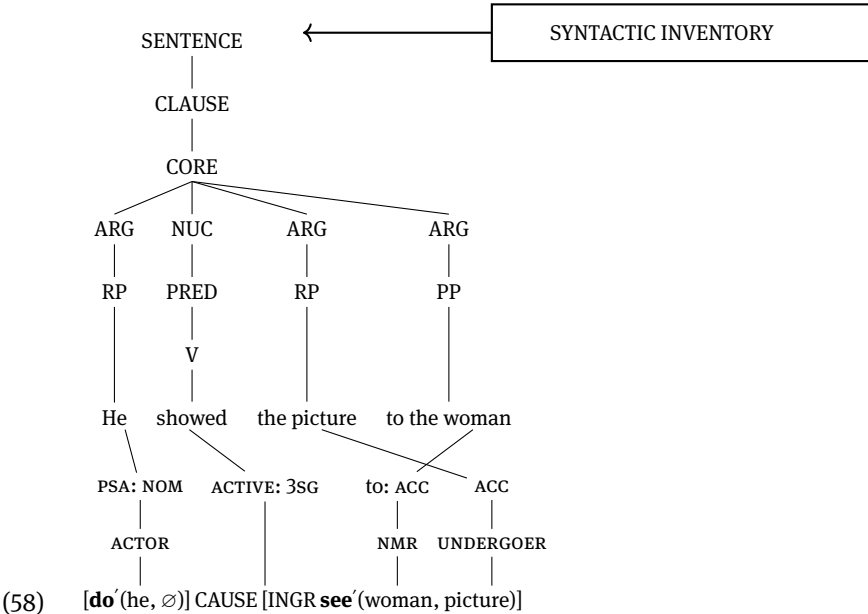 SENTENCE SYNTACTIC INVENTORY
CLAUSE
CORE
ARG NUC ARG ARG
RP PRED RP PP
V
He showed the picture to the woman
PSA: NOM ACTIVE: 3SG to: ACC ACC
ACTOR NMR UNDERGOER
(58) [do′(he, ∅)] CAUSE [INGR see′(woman, picture)]